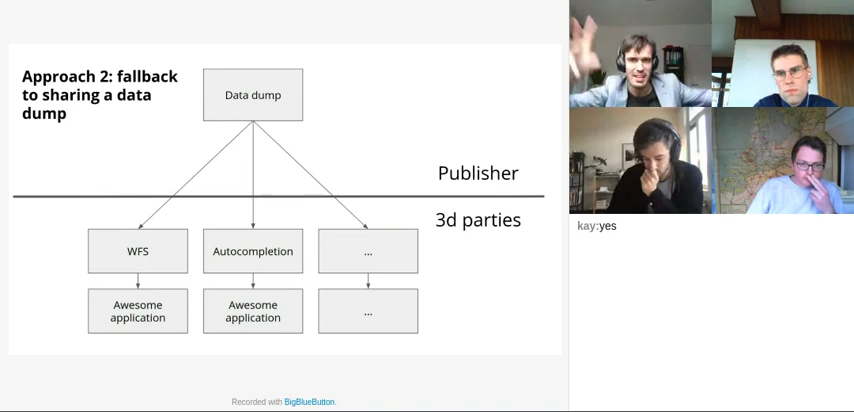 Approach 2: fallback
to sharing a data
dump
Data dump
Publisher
3d parties
WFS
Autocompletion
...
Awesome
application
Awesome
application
...
kay:yes
Recorded with BigBlueButton.